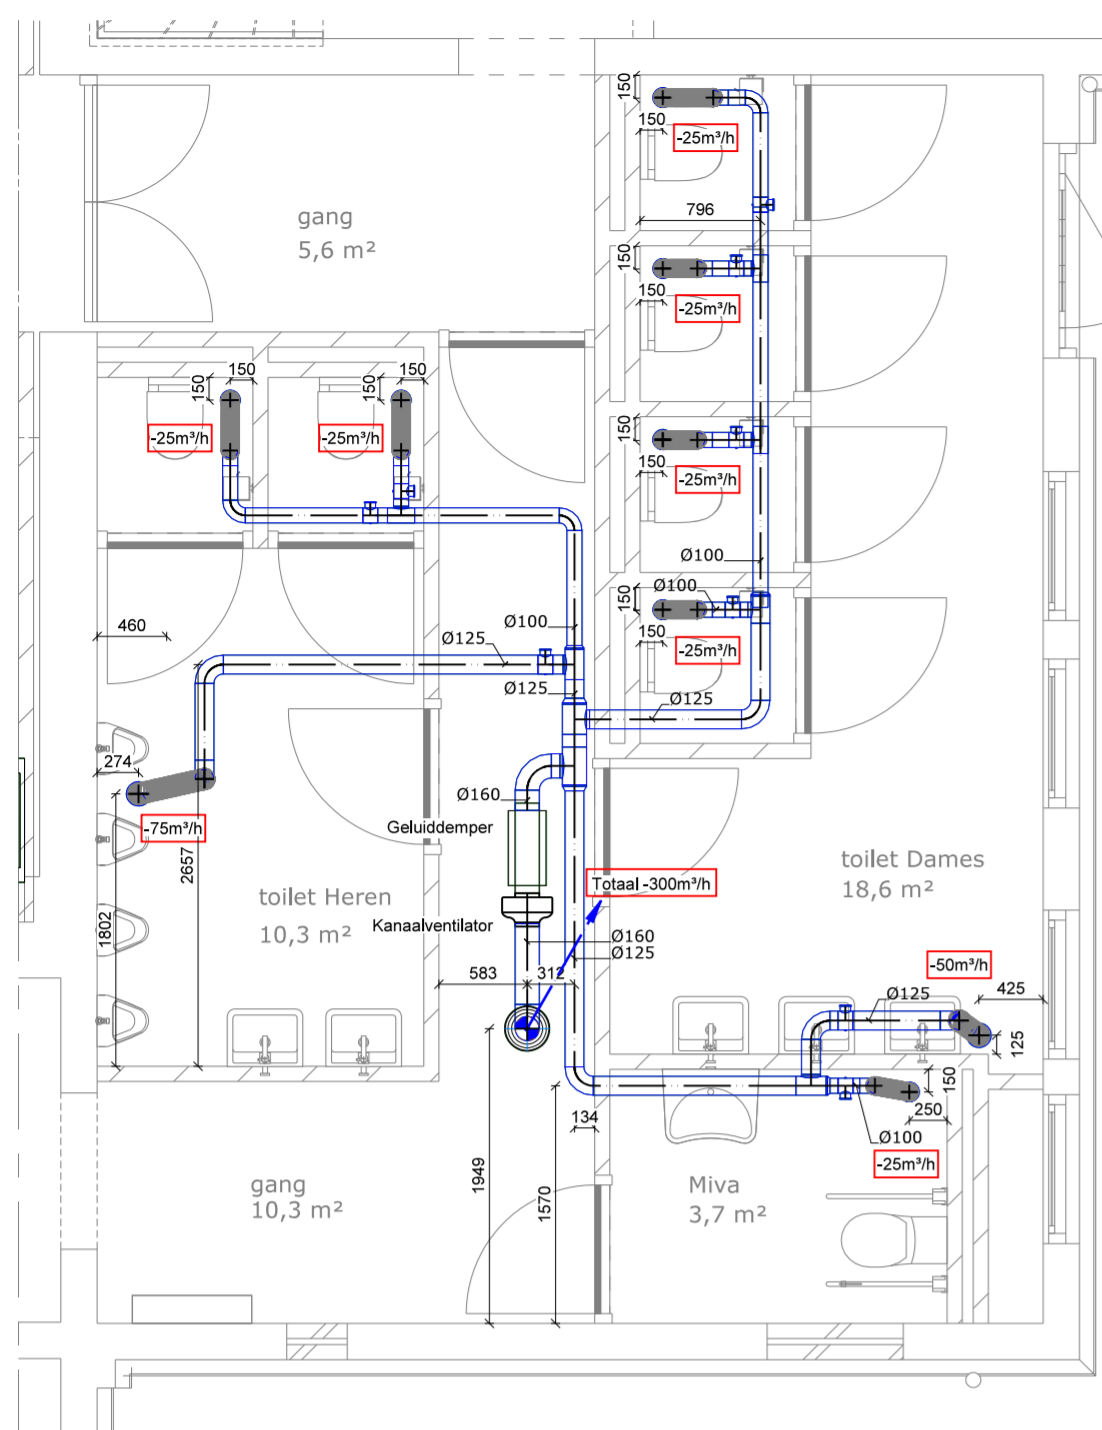 150
150
-25m³/h
796
gang
5,6 m²
150
150
-25m³/h
150
150
150
150
-25m³/h
-25m³/h
150
150
-25m³/h
Ø100
Ø100
150
460
Ø100
Ø125
150
-25m³/h
Ø125
Ø125
274
Ø160
-75m³/h
Geluiddemper
2657
toilet Dames
18,6 m²
Totaal -300m³/h
toilet Heren
10,3 m²
1802
Kanaalventilator
Ø160
Ø125
-50m³/h
583
312
Ø125
425
125
150
250
134
Ø100
-25m³/h
1949
1570
gang
10,3 m²
Miva
3,7 m²